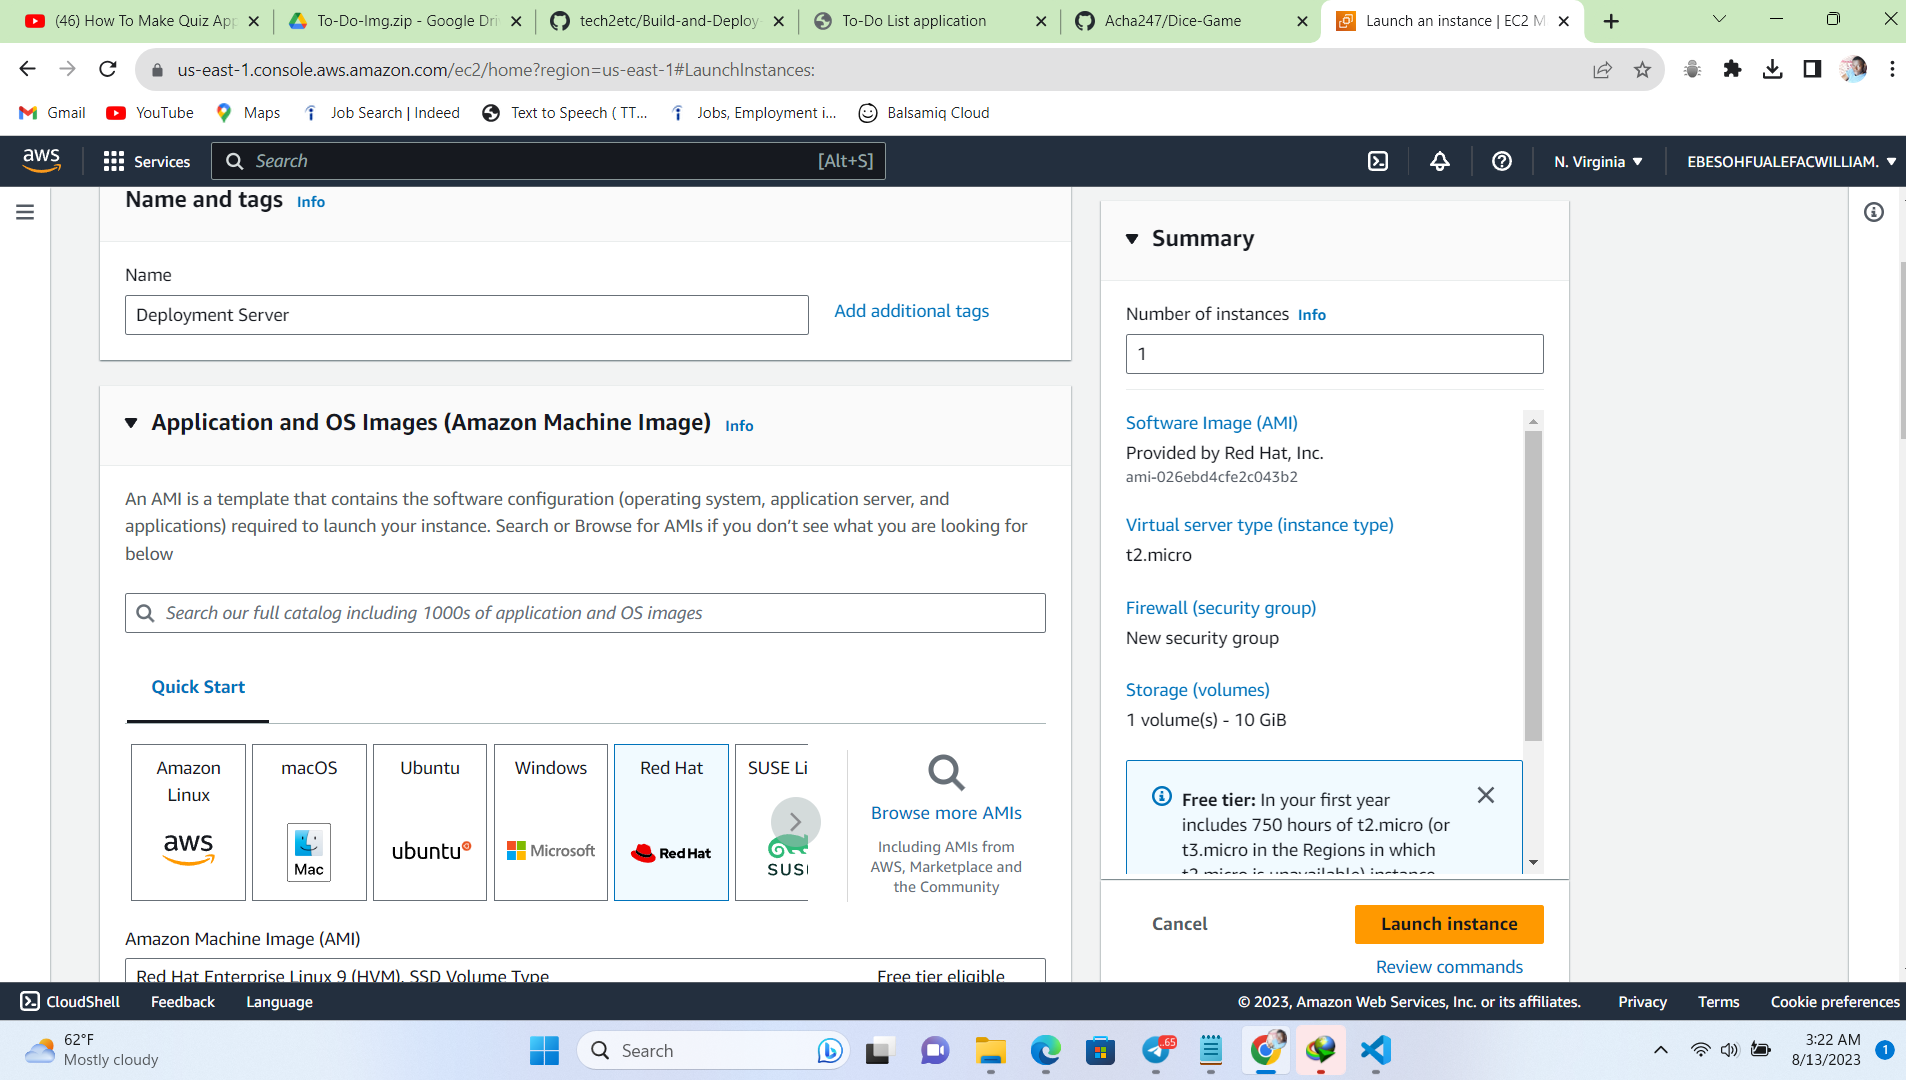 (46) How To Make Quiz App
To-Do-Img.zip - Google Dri
tech2etc/Build-and-Deploy-
To-Do List application
Acha247/Dice-Game
Launch an instance | EC2 M
us-east-1.console.aws.amazon.com/ec2/home?region=us-east-1#LaunchInstances:
Gmail
YouTube
Maps
Job Search | Indeed
Text to Speech ( TT...
Jobs, Employment i...
Balsamiq Cloud
aws
Services
Search
[Alt+S]
N. Virginia
EBESOHFUALEFACWILLIAM.
Name and tags Info
Name
Deployment Server
Add additional tags
Application and OS Images (Amazon Machine Image) Info
An AMI is a template that contains the software configuration (operating system, application server, and
applications) required to launch your instance. Search or Browse for AMIs if you don’t see what you are looking for
below
Search our full catalog including 1000s of application and OS images
Quick Start
Amazon
Linux
aws
macOS
Mac
Ubuntu
ubuntu
Windows
Microsoft
Red Hat
RedHat
SUSE Li
SUS
Browse more AMIs
Including AMIs from
AWS, Marketplace and
the Community
Amazon Machine Image (AMI)
Red Hat Enterprise Linux 9 (HVM), SSD Volume Type
Free tier eligible
Summary
Number of instances Info
1
Software Image (AMI)
Provided by Red Hat, Inc.
ami-026ebd4cfe2c043b2
Virtual server type (instance type)
t2.micro
Firewall (security group)
New security group
Storage (volumes)
1 volume(s) - 10 GiB
Free tier: In your first year
includes 750 hours of t2.micro (or
t3.micro in the Regions in which
t2.micro is unavailable) instance
Cancel
Launch instance
Review commands
CloudShell
Feedback
Language
© 2023, Amazon Web Services, Inc. or its affiliates.
Privacy
Terms
Cookie preferences
62°F
Mostly cloudy
Search
65
3:22 AM
8/13/2023
1